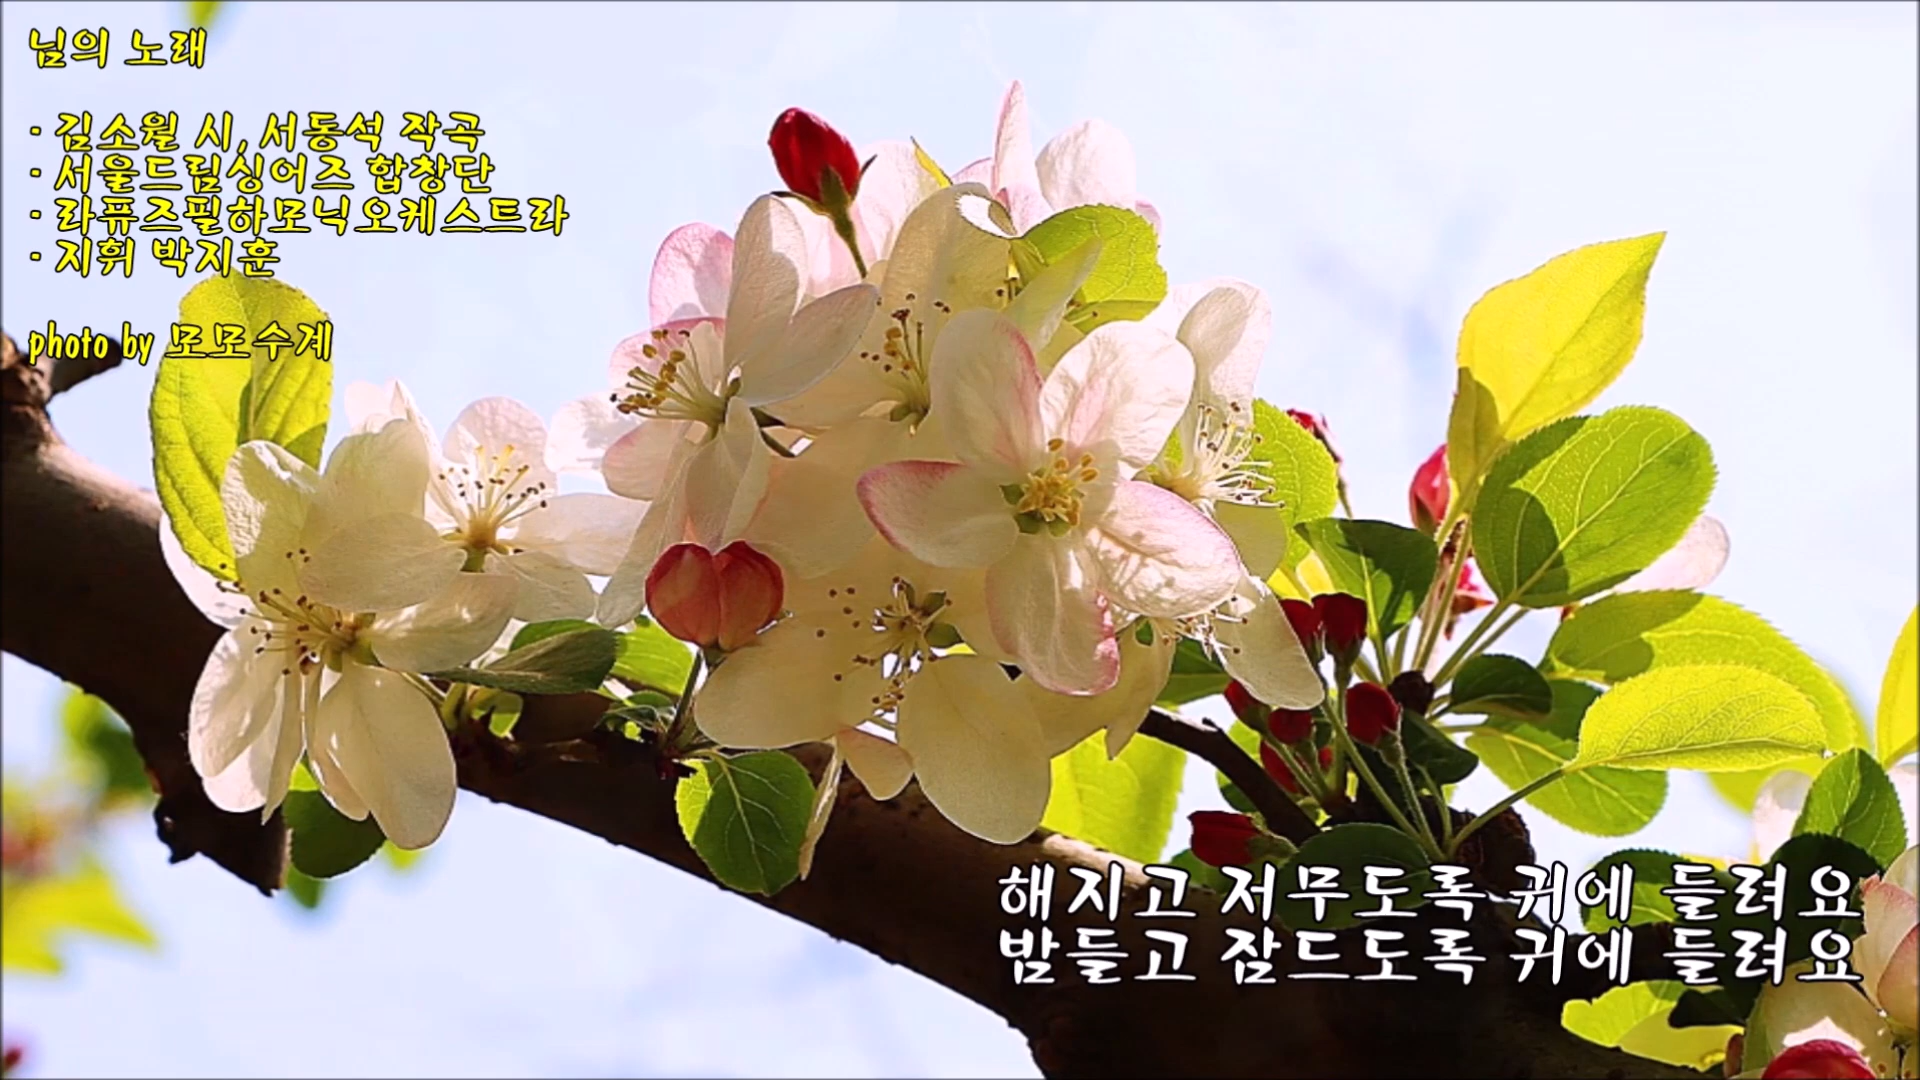 님의 노래
- 김소월 시, 서동석 작곡
- 서울드림싱어즈 합창단
- 라퓨즈필하모닉오케스트라
- 지휘 박지훈
photo by 모모수계
해지고 저무도록 귀에 들려요
밤들고 잠드도록 귀에 들려요